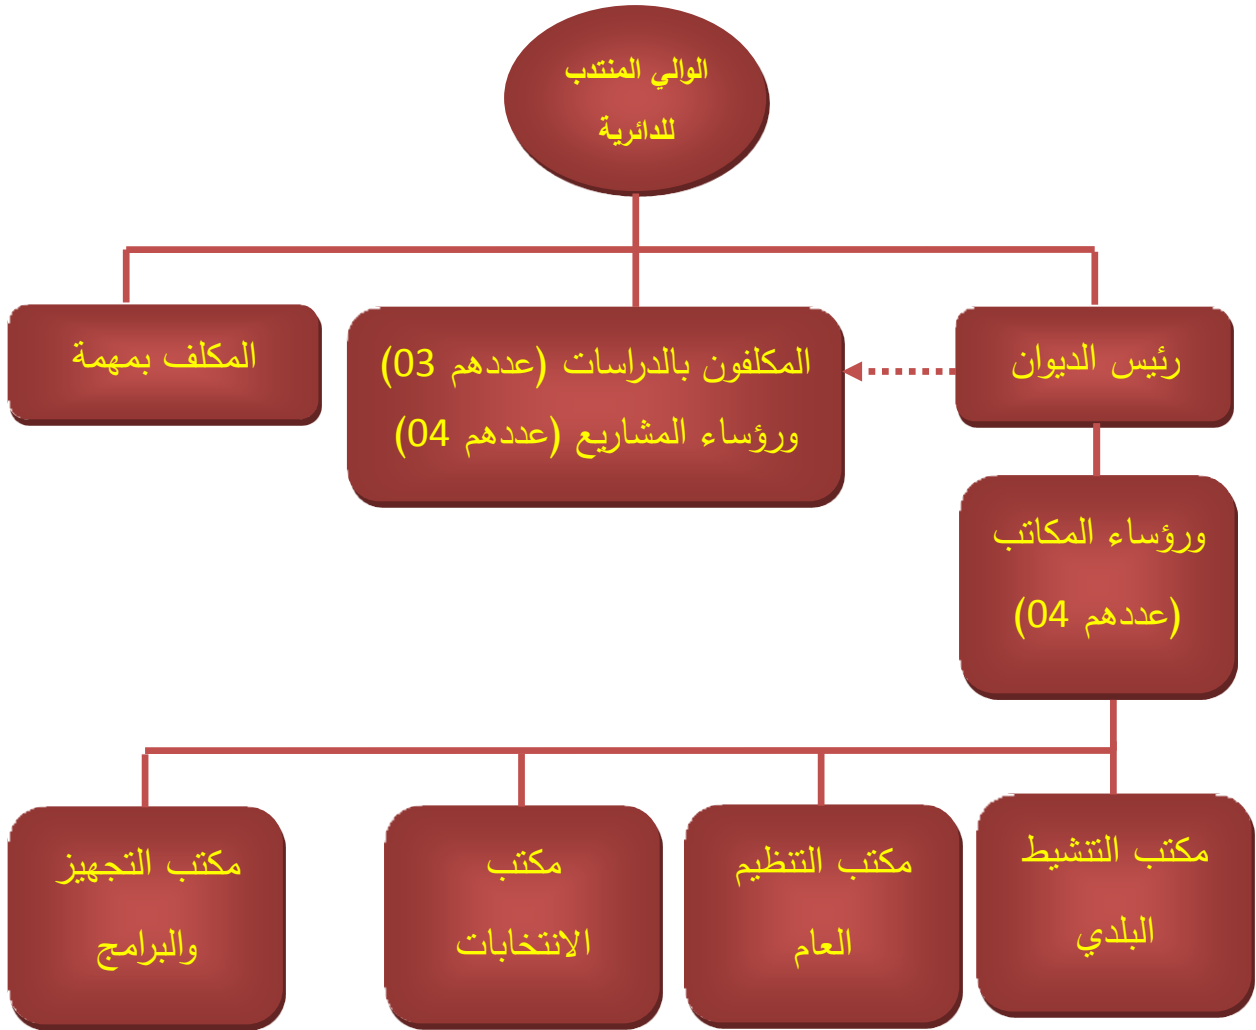 الوالي المنتدب
للدائرية
رئيس الديوان
المكلفون بالدراسات (عددهم 03)
ورؤساء المشاريع (عددهم 04)
المكلف بمهمة
ورؤساء المكاتب
(عددهم 04)
مكتب التنشيط
البلدي
مكتب التنظيم
العام
مكتب
الانتخابات
مكتب التجهيز
والبرامج